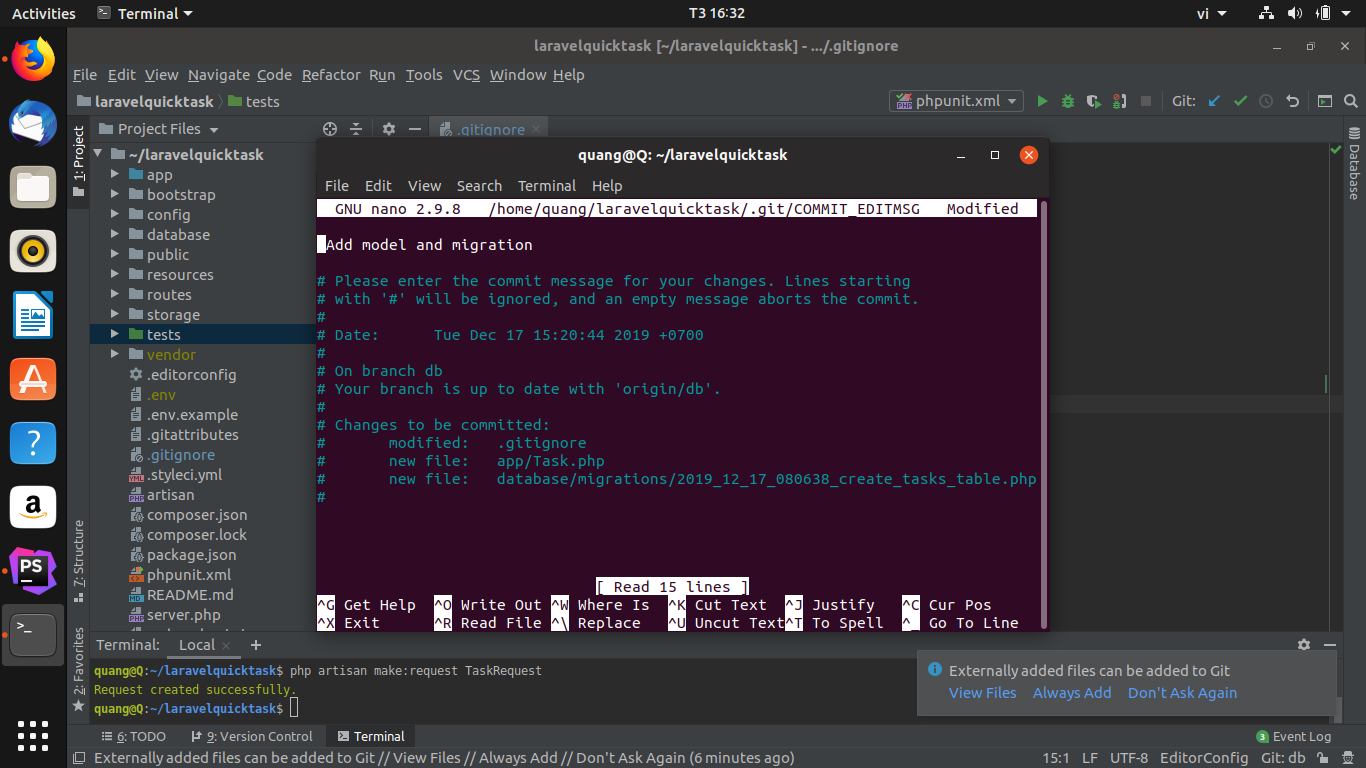 Activities
Terminal
T3 16:32
vi
laravelquicktask [~/laravelquicktask] - .../.gitignore
File Edit View Navigate Code Refactor Run Tools VCS Window Help
laravelquicktask tests
phpunit.xml
Git:
1: Project
Project Files
.gitignore
Database
~/laravelquicktask
app
bootstrap
config
database
public
resources
routes
storage
tests
vendor
.editorconfig
.env
.env.example
.gitattributes
.gitignore
.styleci.yml
artisan
composer.json
composer.lock
package.json
phpunit.xml
README.md
server.php
7: Structure
2: Favorites
quang@Q: ~/laravelquicktask
File Edit View Search Terminal Help
GNU nano 2.9.8 /home/quang/laravelquicktask/.git/COMMIT_EDITMSG Modified
Add model and migration
# Please enter the commit message for your changes. Lines starting
# with '#' will be ignored, and an empty message aborts the commit.
#
# Date: Tue Dec 17 15:20:44 2019 +0700
#
# On branch db
# Your branch is up to date with 'origin/db'.
#
# Changes to be committed:
# modified: .gitignore
# new file: app/Task.php
# new file: database/migrations/2019_12_17_080638_create_tasks_table.php
#
[ Read 15 lines ]
^G Get Help ^O Write Out ^W Where Is ^K Cut Text ^J Justify ^C Cur Pos
^X Exit ^R Read File ^\ Replace ^U Uncut Text ^T To Spell ^_ Go To Line
Terminal: Local
quang@Q:~/laravelquicktask$ php artisan make:request TaskRequest
Request created successfully.
quang@Q:~/laravelquicktask$
Externally added files can be added to Git
View Files Always Add Don't Ask Again
6: TODO 9: Version Control Terminal
3 Event Log
Externally added files can be added to Git // View Files // Always Add // Don't Ask Again (6 minutes ago)
15:1 LF UTF-8 EditorConfig Git: db
PS
a